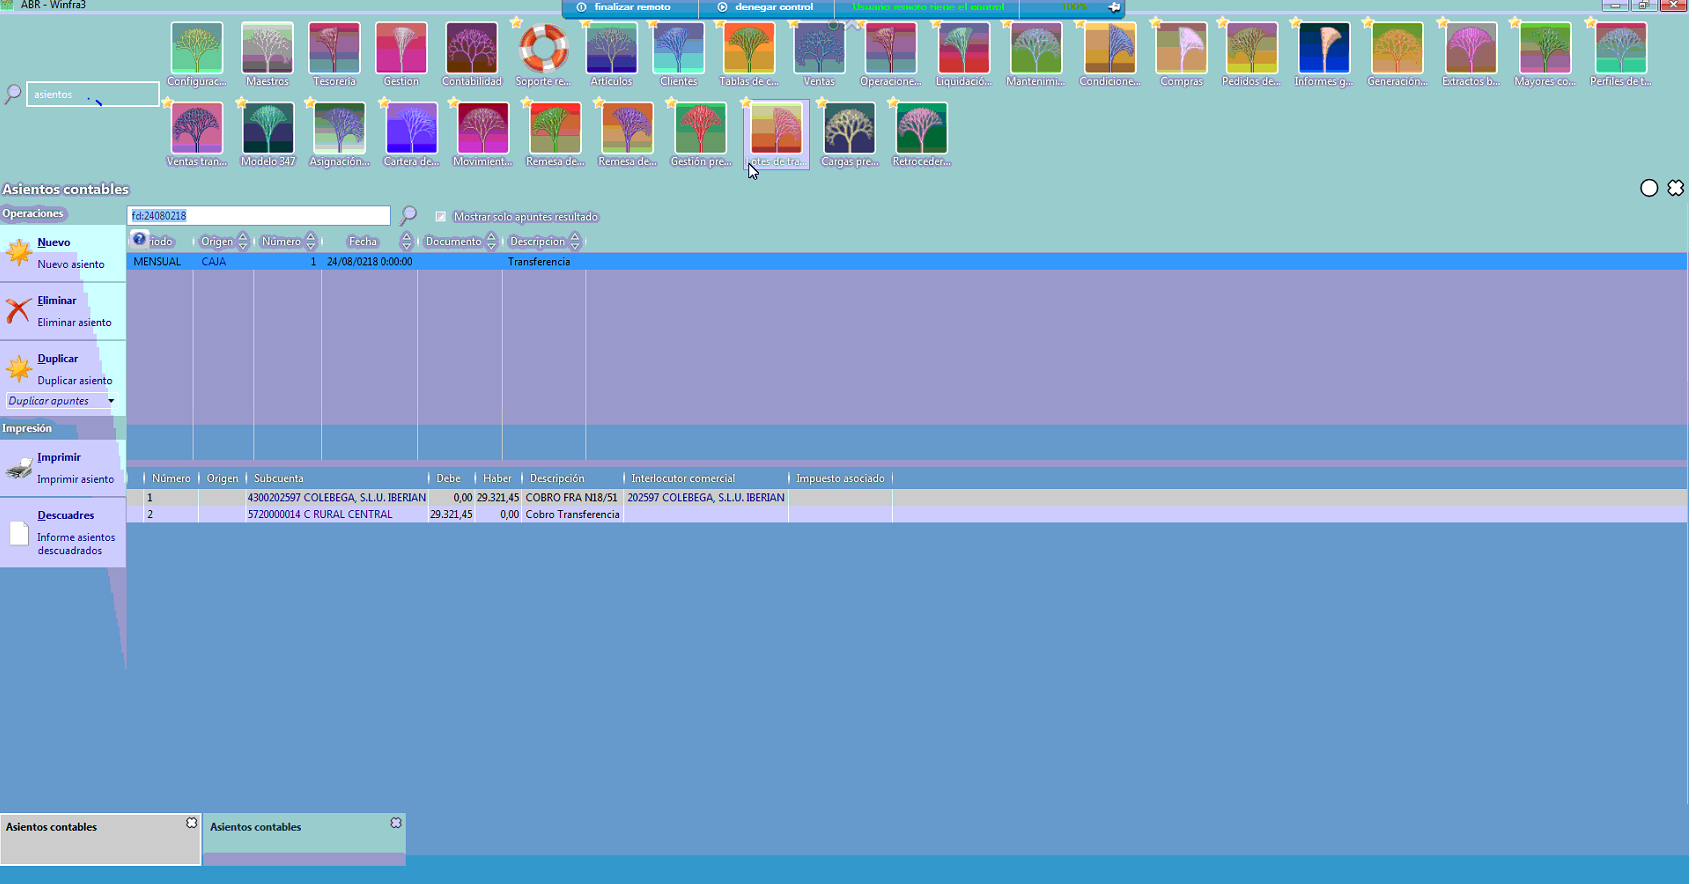 ABR - Winfra3
finalizar remoto
denegar control
Usuario remoto tiene el control
100%
asientos
Configurac...
Maestros
Tesorería
Gestión
Contabilidad
Soporte re...
Artículos
Clientes
Tablas de c...
Ventas
Operacione...
Liquidació...
Mantenimi...
Condicione...
Compras
Pedidos de...
Informes g...
Generación...
Extractos b...
Mayores co...
Perfiles de t...
Ventas tran...
Modelo 347
Asignación...
Cartera de...
Movimient...
Remesa de...
Remesa de...
Gestión pre...
Lotes de tra...
Cargas pre...
Retroceder...
Asientos contables
Operaciones
fd:24080218
Mostrar solo apuntes resultado
Nuevo
Nuevo asiento
Eliminar
Eliminar asiento
Duplicar
Duplicar asiento
Duplicar apuntes
Impresión
Imprimir
Imprimir asiento
Descuadres
Informe asientos
descuadrados
Origen Número Fecha Documento Descripcion
MENSUAL CAJA 1 24/08/0218 0:00:00 Transferencia
Número Origen Subcuenta Debe Haber Descripción Interlocutor comercial Impuesto asociado
1 4300202597 COLEBEGA, S.L.U. IBERIAN 0,00 29.321,45 COBRO FRA N18/51 202597 COLEBEGA, S.L.U. IBERIAN
2 5720000014 C RURAL CENTRAL 29.321,45 0,00 Cobro Transferencia
Asientos contables
Asientos contables